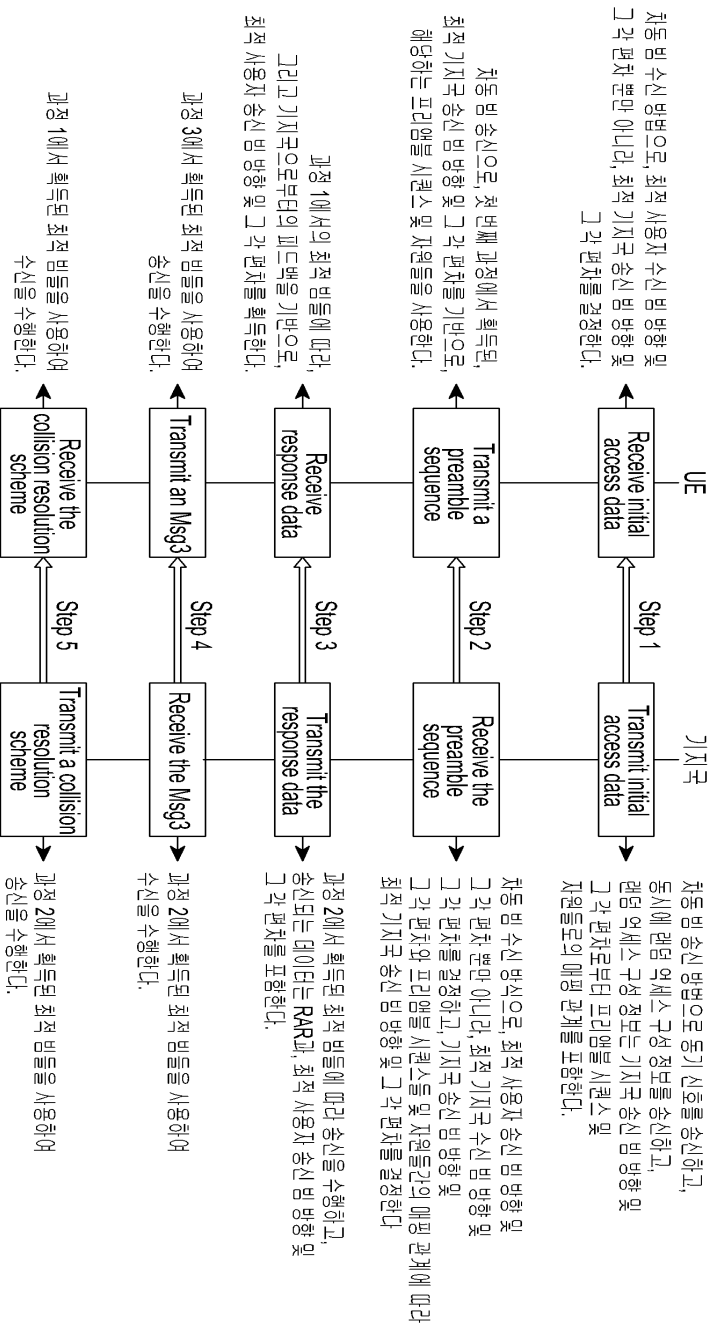 UE
기지국
차동 빔 수신 방법으로, 최적 사용자 수신 빔 방향 및
그 각 편차 뿐만 아니라, 최적 기지국 송신 빔 방향 및
그 각 편차를 결정한다.
Receive initial
access data
Step 1
Transmit initial
access data
차동 빔 송신 방법으로 동기 신호를 송신하고,
동시에 랜덤 억세스 구성 정보를 송신하고,
랜덤 억세스 구성 정보는 기지국 송신 빔 방향 및
그 각 편차로부터 프리앰블 시퀀스 및
자원들로의 매핑 관계를 포함한다.
차동 빔 송신으로, 첫번째 과정에서 획득된,
최적 기지국 송신 빔 방향 및 그 각 편차를 기반으로,
해당하는 프리앰블 시퀀스 및 자원들을 사용한다.
Transmit a
preamble
sequence
Step 2
Receive the
preamble
sequence
차동 빔 수신 방식으로, 최적 사용자 송신 빔 방향 및
그 각 편차 뿐만 아니라, 최적 기지국 수신 빔 방향 및
그 각 편차를 결정하고, 기지국 송신 빔 방향 및
그 각 편차와 프리앰블 시퀀스들 및 자원들간의 매핑 관계에 따라
최적 기지국 송신 빔 방향 및 그 각 편차를 결정한다
과정 1에서의 최적 빔들에 따라,
그리고 기지국으로부터의 피드백을 기반으로,
최적 사용자 송신 빔 방향 및 그 각 편차를 획득한다.
Receive
response data
Step 3
Transmit the
response data
과정 2에서 획득된 최적 빔들에 따라 송신을 수행하고,
송신되는 데이터는 RAR과, 최적 사용자 송신 빔 방향 및
그 각 편차를 포함한다.
과정 3에서 획득된 최적 빔들을 사용하여
송신을 수행한다.
Transmit an Msg3
Step 4
Receive the Msg3
과정 2에서 획득된 최적 빔들을 사용하여
수신을 수행한다.
과정 1에서 획득된 최적 빔들을 사용하여
수신을 수행한다.
Receive the
collision resolution
scheme
Step 5
Transmit a collision
resolution
scheme
과정 2에서 획득된 최적 빔들을 사용하여
송신을 수행한다.